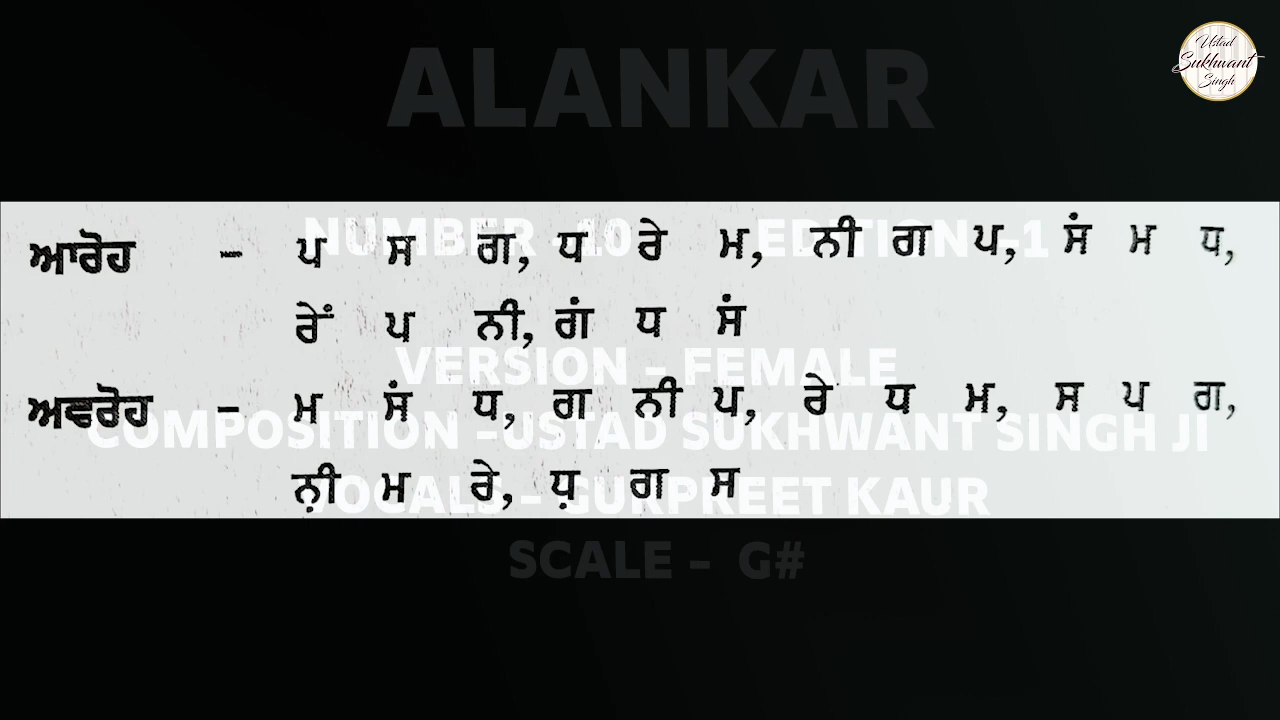 Ustad
Sukhwant
Singh
ALANKAR
NUMBER -10 EDITION -1
ਆਰੋਹ – ਪ ਸ ਗ, ਧ ਰੇ ਮ, ਨੀ ਗ ਪ, ਸਂ ਮ ਧ,
ਰੇਂ ਪ ਨੀ, ਗਂ ਧ ਸਂ
VERSION – FEMALE
ਅਵਰੋਹ – ਮ ਸਂ ਧ, ਗ ਨੀ ਪ, ਰੇ ਧ ਮ, ਸ ਪ ਗ,
COMPOSITION –USTAD SUKHWANT SINGH JI
ਨੀ਼ ਮ ਰੇ, ਧ਼ ਗ ਸ
VOCALS – GURPREET KAUR
SCALE – G#